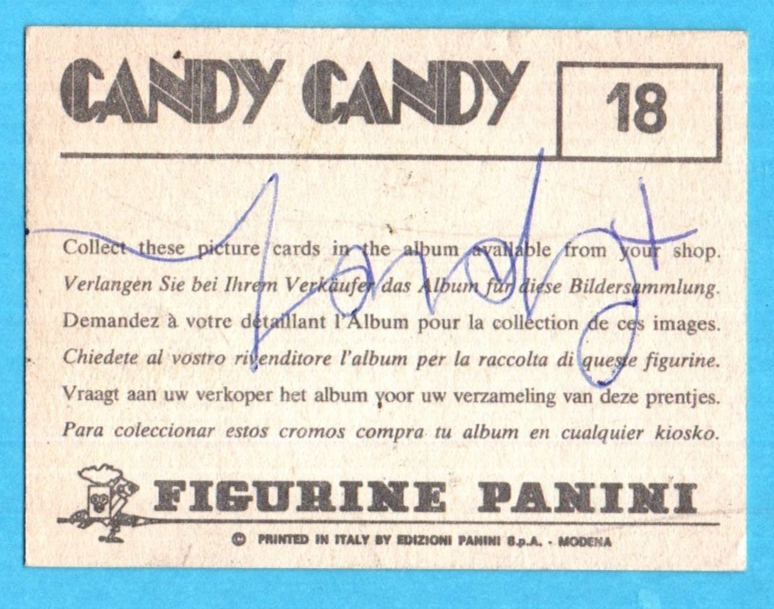 CANDY CANDY 18
Collect these picture cards in the album available from your shop.
Verlangen Sie bei Ihrem Verkäufer das Album für diese Bildersammlung.
Demandez à votre détaillant l'Album pour la collection de ces images.
Chiedete al vostro rivenditore l'album per la raccolta di queste figurine.
Vraagt aan uw verkoper het album voor uw verzameling van deze prentjes.
Para coleccionar estos cromos compra tu album en cualquier kiosko.
FIGURINE PANINI
© PRINTED IN ITALY BY EDIZIONI PANINI S.p.A. - MODENA